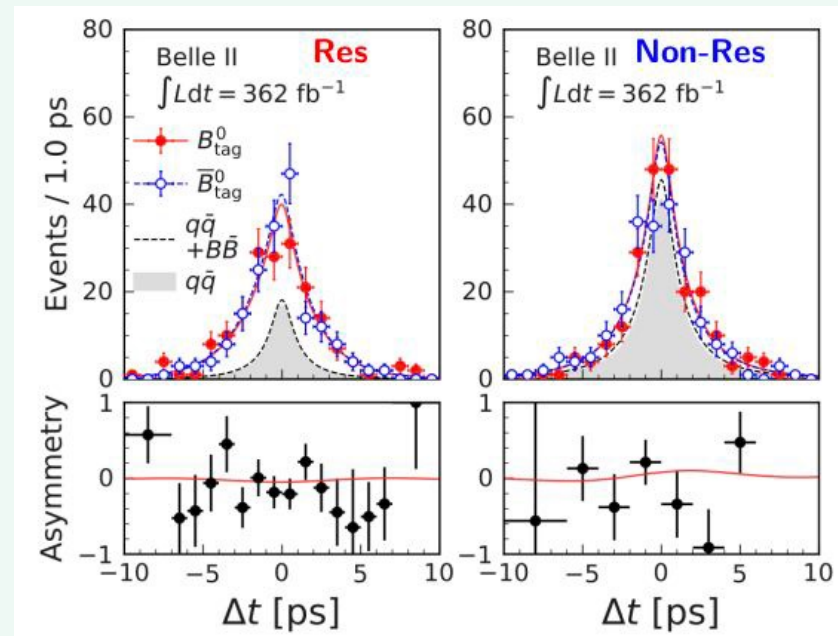 80
60
40
20
0
Events / 1.0 ps
Belle II
Res
∫Ldt = 362 fb⁻¹
B⁰tag
B̅⁰tag
qq̄
+BB̄
qq̄
1
0
−1
Asymmetry
−10 −5 0 5 10
Δt [ps]
80
60
40
20
0
Belle II
Non-Res
∫Ldt = 362 fb⁻¹
1
0
−1
−10 −5 0 5 10
Δt [ps]